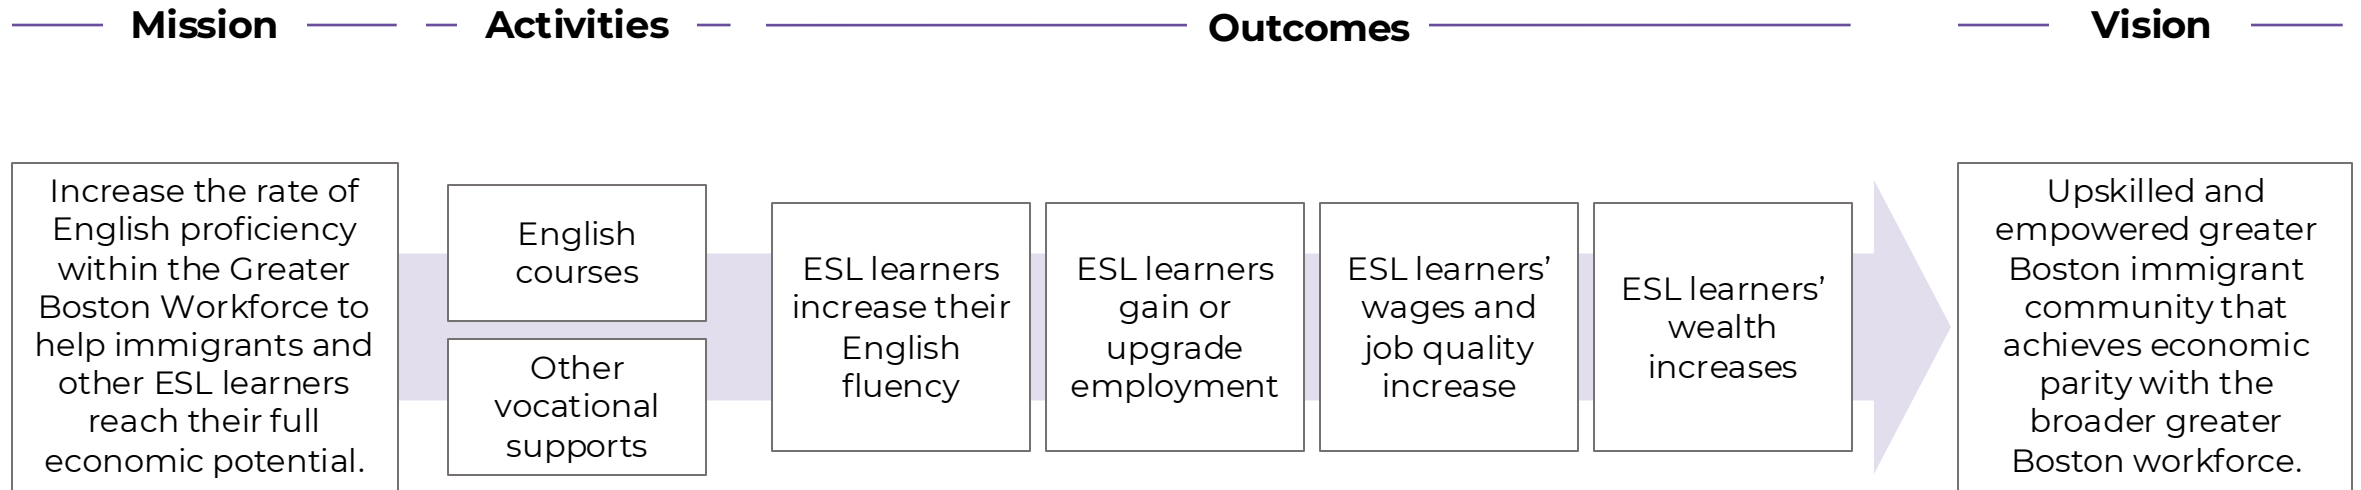 Mission
Activities
Outcomes
Vision
Increase the rate of
English proficiency
within the Greater
Boston Workforce to
help immigrants and
other ESL learners
reach their full
economic potential.
English
courses
Other
vocational
supports
ESL learners
increase their
English
fluency
ESL learners
gain or
upgrade
employment
ESL learners’
wages and
job quality
increase
ESL learners’
wealth
increases
Upskilled and
empowered greater
Boston immigrant
community that
achieves economic
parity with the
broader greater
Boston workforce.